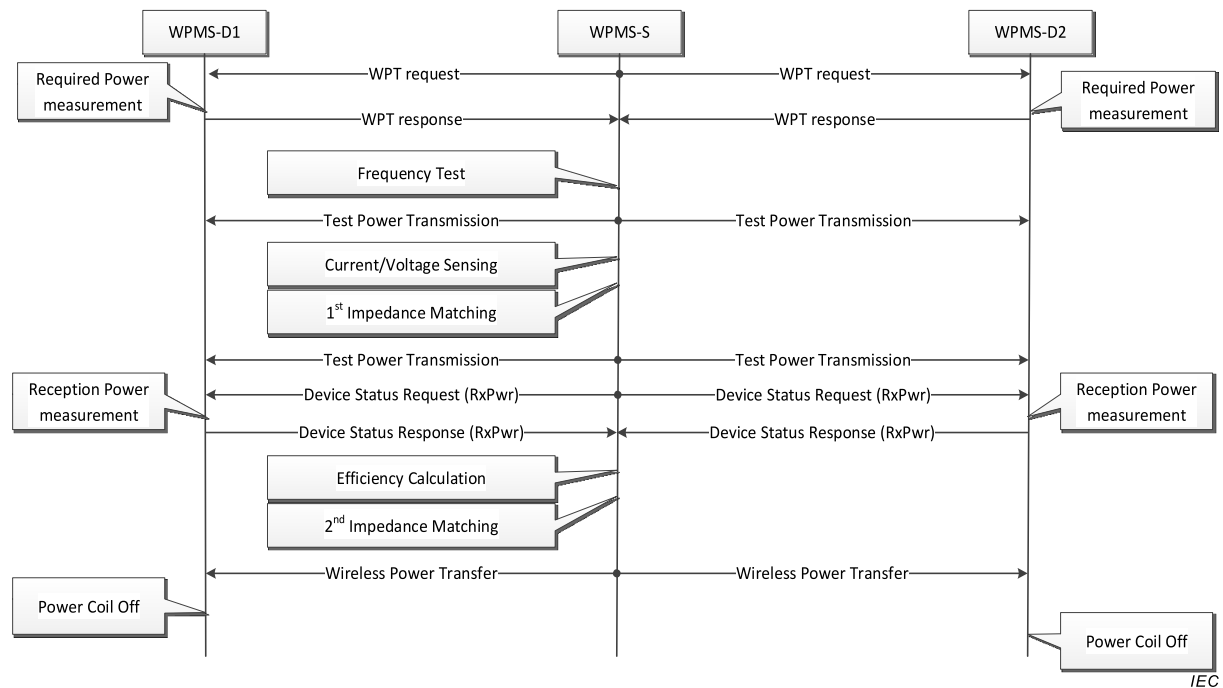 WPMS-D1
WPMS-S
WPMS-D2
WPT request
WPT request
Required Power
measurement
Required Power
measurement
WPT response
WPT response
Frequency Test
Test Power Transmission
Test Power Transmission
Current/Voltage Sensing
1st Impedance Matching
Test Power Transmission
Test Power Transmission
Reception Power
measurement
Device Status Request (RxPwr)
Device Status Request (RxPwr)
Reception Power
measurement
Device Status Response (RxPwr)
Device Status Response (RxPwr)
Efficiency Calculation
2nd Impedance Matching
Wireless Power Transfer
Wireless Power Transfer
Power Coil Off
Power Coil Off
IEC